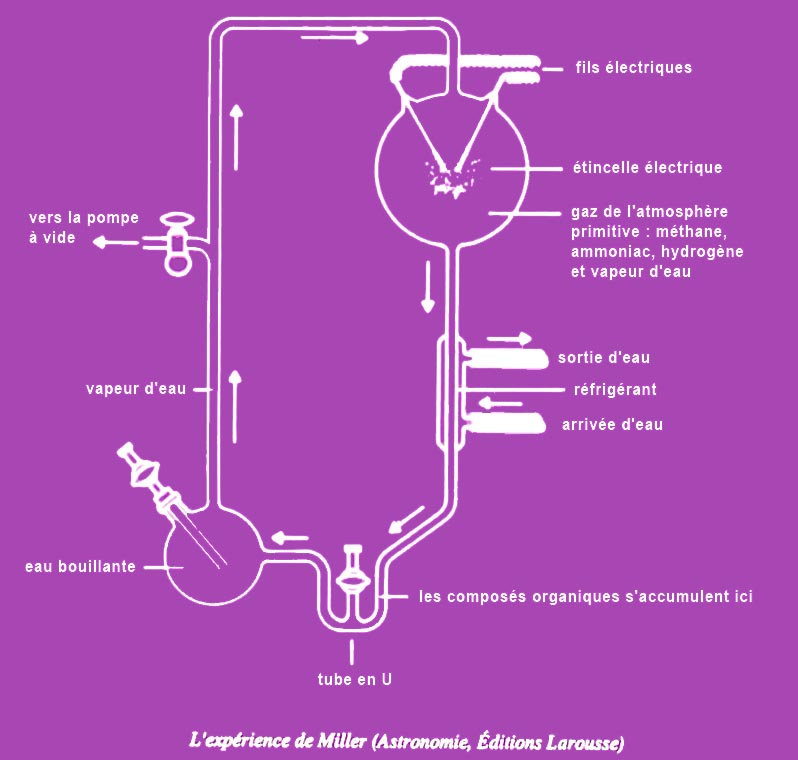 fils électriques
étincelle électrique
vers la pompe
à vide
gaz de l'atmosphère
primitive : méthane,
ammoniac, hydrogène
et vapeur d'eau
sortie d'eau
vapeur d'eau
réfrigérant
arrivée d'eau
eau bouillante
les composés organiques s'accumulent ici
tube en U
L'expérience de Miller (Astronomie, Éditions Larousse)